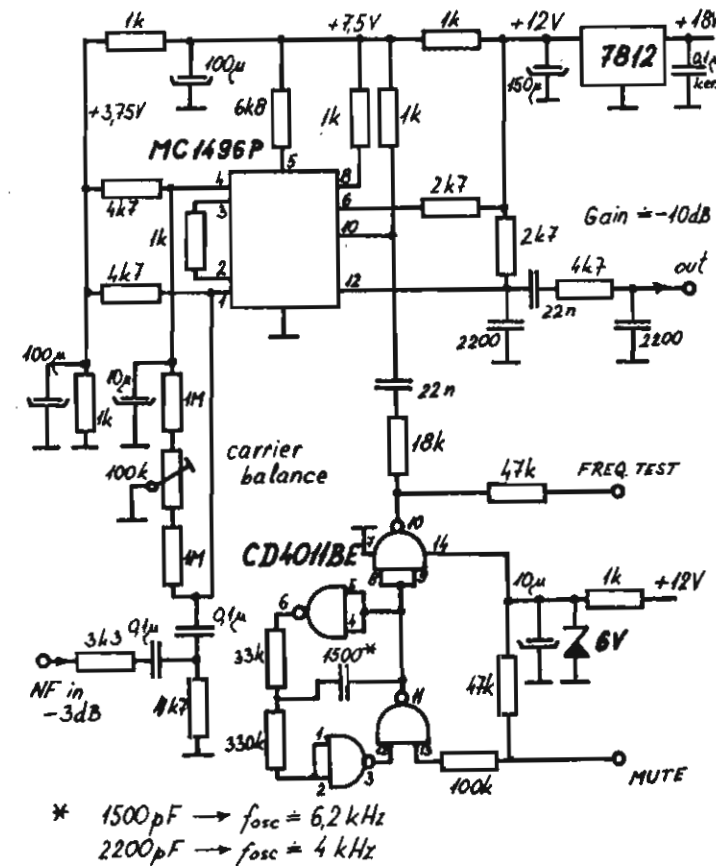 1k +7,5V 1k +12V 7812 +18V
100µ 150µ 0,1µ
ker.
+3,75V 6k8 1k 1k
MC1496P
5
4 8
3 6 2k7
4k7 1k 10 2k7 Gain = -10dB
4k7 2 12 4k7 out
1 22n
2200 2200
100µ 10µ
1k 1M 22n
100k carrier 18k
balance 47k FREQ. TEST
1M 10
CD4011BE 7 14
8 9 10µ 1k +12V
6 5
4
0,1µ 0,1µ 33k 1500* 6V
3k3
NF in 11 47k
-3dB 4k7 330k 1 12 13
2 3 100k MUTE
* 1500pF → fosc = 6,2 kHz
2200pF → fosc = 4 kHz